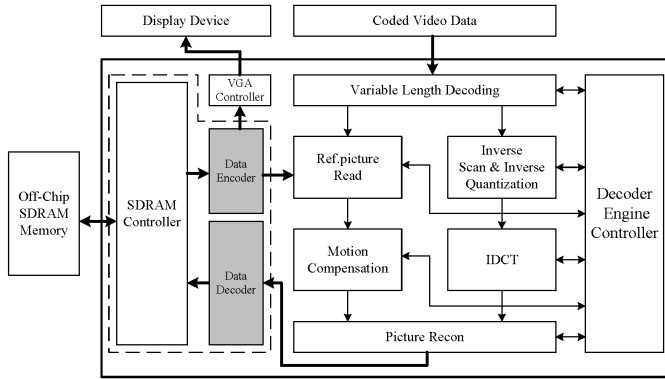 Display Device
Coded Video Data
VGA
Controller
Variable Length Decoding
Data
Encoder
Ref.picture
Read
Inverse
Scan & Inverse
Quantization
Off-Chip
SDRAM
Memory
SDRAM
Controller
Decoder
Engine
Controller
Data
Decoder
Motion
Compensation
IDCT
Picture Recon